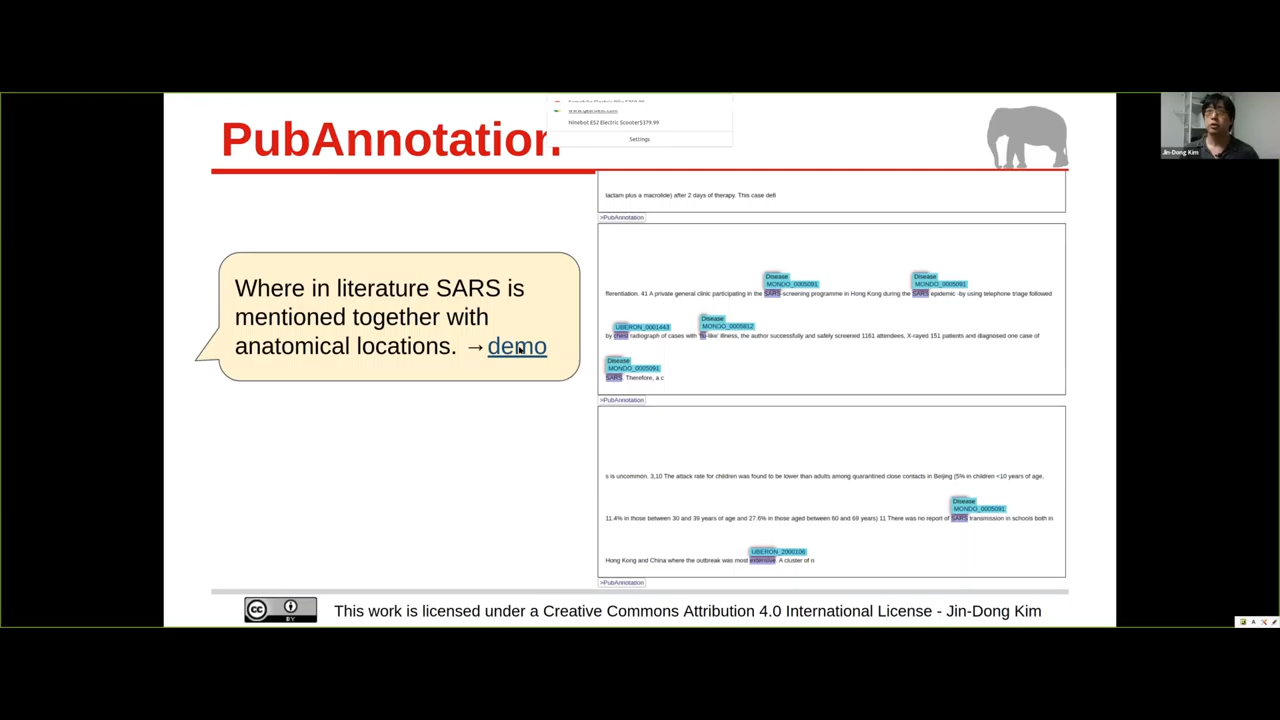 PubAnnotation
Ninebot ES2 Electric Scooter$379.99
Settings
Jin-Dong Kim
Where in literature SARS is
mentioned together with
anatomical locations. →demo
lactam plus a macrolide) after 2 days of therapy. This case defi
>PubAnnotation
Disease
MONDO_0005091
Disease
MONDO_0005091
fferentiation. 41 A private general clinic participating in the SARS-screening programme in Hong Kong during the SARS epidemic -by using telephone triage followed
UBERON_0001443
Disease
MONDO_0005812
by chest radiograph of cases with 'flu-like' illness, the author successfully and safely screened 1161 attendees, X-rayed 151 patients and diagnosed one case of
Disease
MONDO_0005091
SARS. Therefore, a c
>PubAnnotation
s is uncommon. 3,10 The attack rate for children was found to be lower than adults among quarantined close contacts in Beijing (5% in children <10 years of age,
Disease
MONDO_0005091
11.4% in those between 30 and 39 years of age and 27.6% in those aged between 60 and 69 years) 11 There was no report of SARS transmission in schools both in
UBERON_2000106
Hong Kong and China where the outbreak was most extensive. A cluster of n
>PubAnnotation
cc BY
This work is licensed under a Creative Commons Attribution 4.0 International License - Jin-Dong Kim